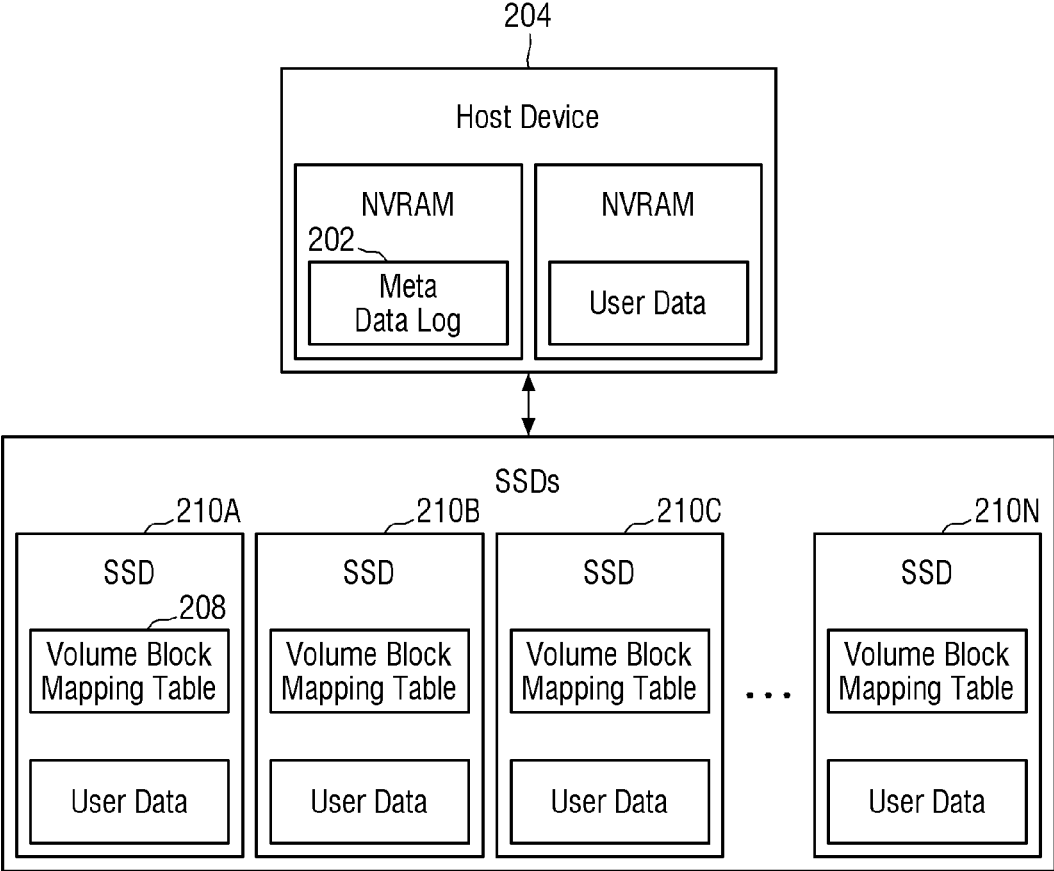 204
Host Device
NVRAM
NVRAM
202
Meta
Data Log
User Data
SSDs
210A
210B
210C
210N
SSD
SSD
SSD
SSD
208
Volume Block
Mapping Table
Volume Block
Mapping Table
Volume Block
Mapping Table
...
Volume Block
Mapping Table
User Data
User Data
User Data
User Data